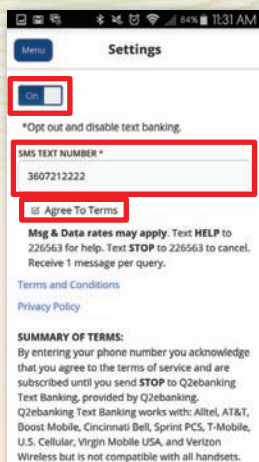 84% 11:31 AM
Menu Settings
On
*Opt out and disable text banking.
SMS TEXT NUMBER *
3607212222
Agree To Terms
Msg & Data rates may apply. Text HELP to
226563 for help. Text STOP to 226563 to cancel.
Receive 1 message per query.
Terms and Conditions
Privacy Policy
SUMMARY OF TERMS:
By entering your phone number you acknowledge
that you agree to the terms of service and are
subscribed until you send STOP to Q2ebanking
Text Banking, provided by Q2ebanking.
Q2ebanking Text Banking works with: Alltel, AT&T,
Boost Mobile, Cincinnati Bell, Sprint PCS, T-Mobile,
U.S. Cellular, Virgin Mobile USA, and Verizon
Wireless but is not compatible with all handsets.